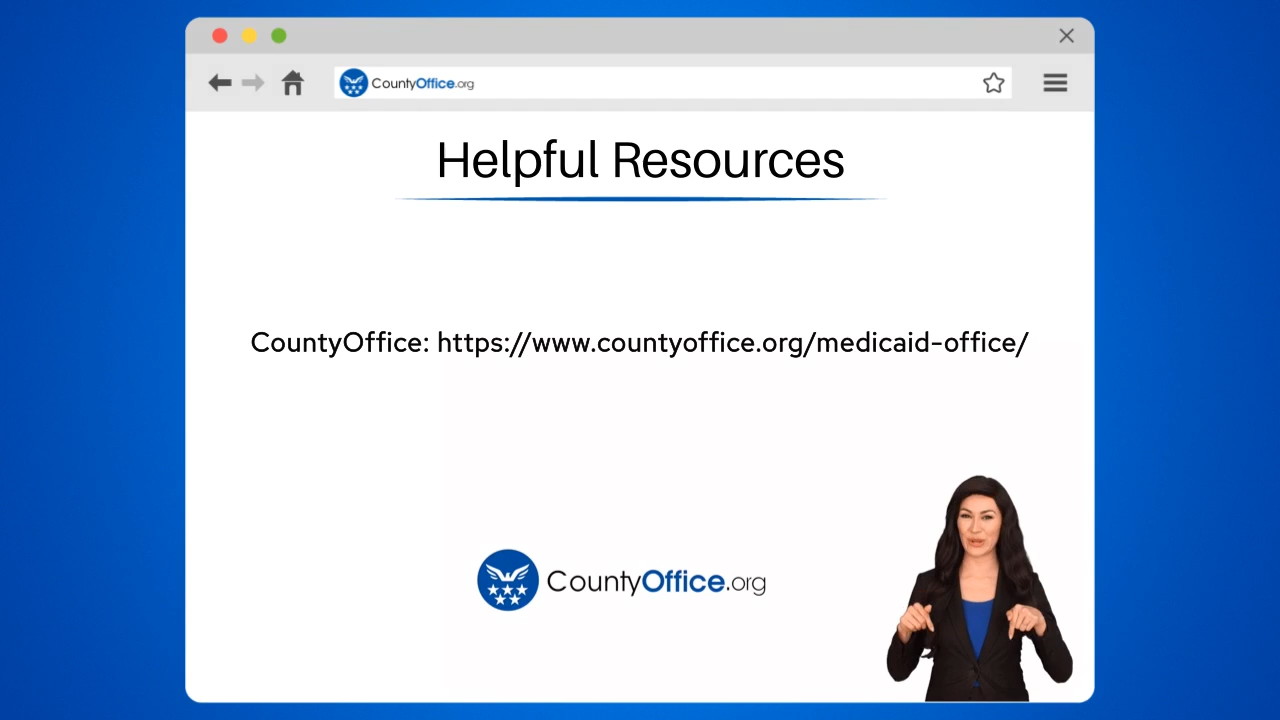 CountyOffice.org
Helpful Resources
CountyOffice: https://www.countyoffice.org/medicaid-office/
CountyOffice.org